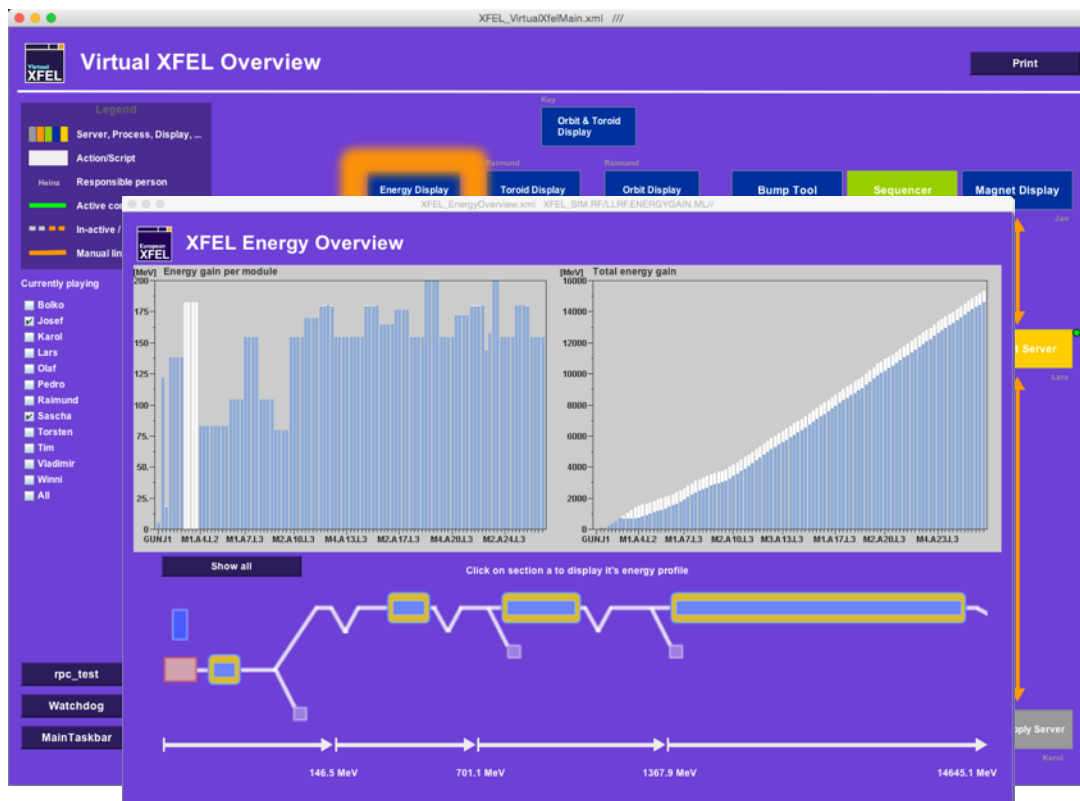 XFEL_VirtualXfelMain.xml ///
Virtual XFEL
Virtual XFEL Overview
Print
Legend
Server, Process, Display, ...
Action/Script
Heinz Responsible person
Active con
In-active /
Manual lin
Key
Orbit & Toroid
Display
Raimund Raimund
Energy Display Toroid Display Orbit Display Bump Tool Sequencer Magnet Display
Jan
t Server
Lars
pply Server
Karol
Currently playing
Bolko
Josef
Karol
Lars
Olaf
Pedro
Raimund
Sascha
Torsten
Tim
Vladimir
Winni
All
rpc_test
Watchdog
MainTaskbar
XFEL_EnergyOverview.xml XFEL_SIM.RF/LLRF.ENERGYGAIN.ML//
European
XFEL
XFEL Energy Overview
[MeV] Energy gain per module
200
175
150
125
100
75.
50.
25.
0
GUN.I1 M1.A4.L2 M1.A7.L3 M2.A10.L3 M4.A13.L3 M2.A17.L3 M4.A20.L3 M2.A24.L3
[MeV] Total energy gain
16000
14000
12000
10000
8000
6000
4000
2000
0
GUN.I1 M1.A4.L2 M1.A7.L3 M2.A10.L3 M3.A13.L3 M1.A17.L3 M2.A20.L3 M4.A23.L3
Show all
Click on section a to display it's energy profile
146.5 MeV 701.1 MeV 1367.9 MeV 14645.1 MeV